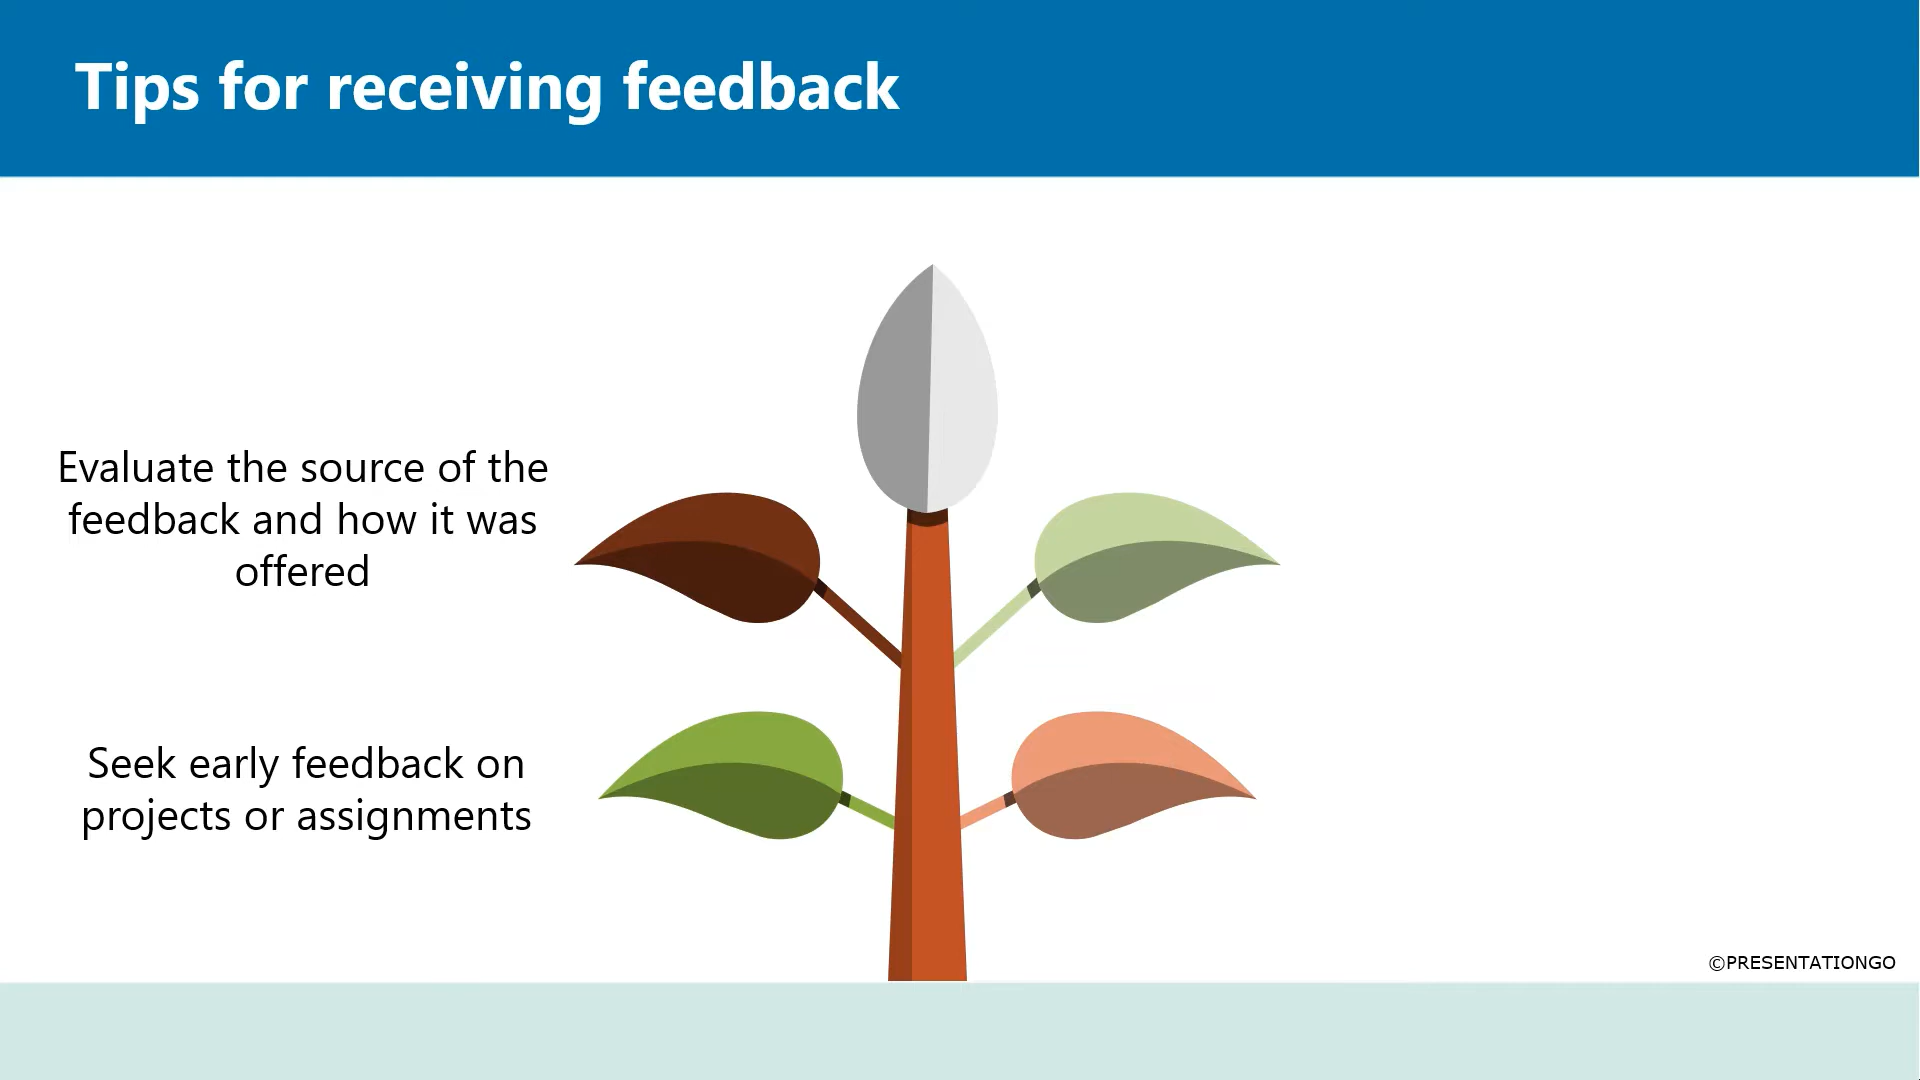 Tips for receiving feedback
Evaluate the source of the
feedback and how it was
offered
Seek early feedback on
projects or assignments
©PRESENTATIONGO